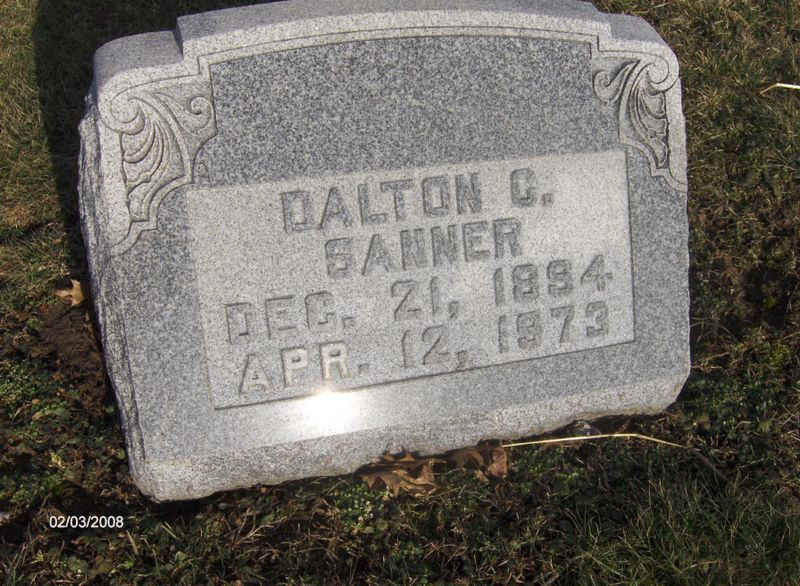 DALTON C.
SANNER
DEC. 21, 1894
APR. 12, 1973
02/03/2008